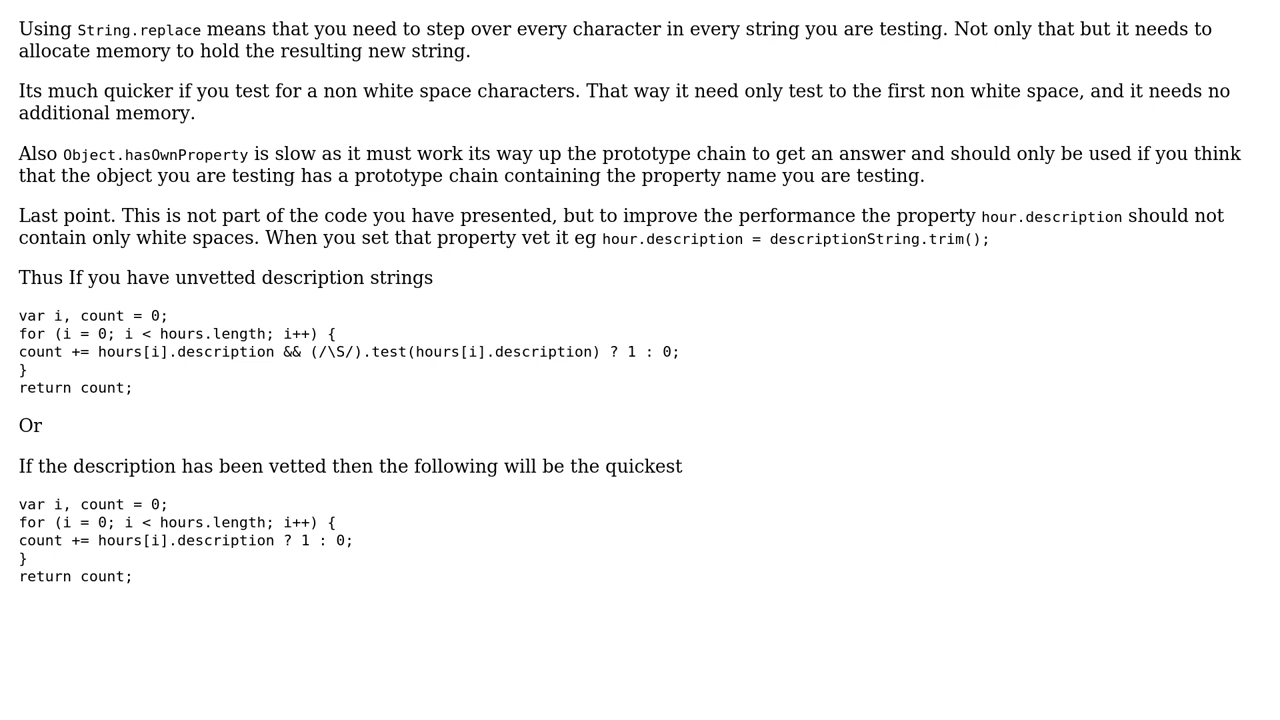 Using String.replace means that you need to step over every character in every string you are testing. Not only that but it needs to
allocate memory to hold the resulting new string.
Its much quicker if you test for a non white space characters. That way it need only test to the first non white space, and it needs no
additional memory.
Also Object.hasOwnProperty is slow as it must work its way up the prototype chain to get an answer and should only be used if you think
that the object you are testing has a prototype chain containing the property name you are testing.
Last point. This is not part of the code you have presented, but to improve the performance the property hour.description should not
contain only white spaces. When you set that property vet it eg hour.description = descriptionString.trim();
Thus If you have unvetted description strings
var i, count = 0;
for (i = 0; i < hours.length; i++) {
count += hours[i].description && (/\S/).test(hours[i].description) ? 1 : 0;
}
return count;
Or
If the description has been vetted then the following will be the quickest
var i, count = 0;
for (i = 0; i < hours.length; i++) {
count += hours[i].description ? 1 : 0;
}
return count;